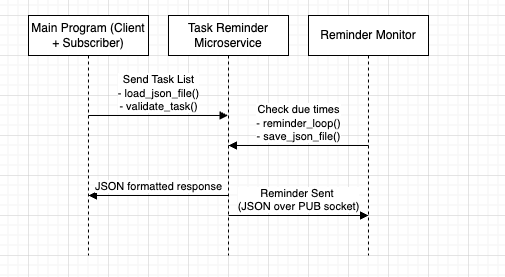 Main Program (Client
+ Subscriber)
Task Reminder
Microservice
Reminder Monitor
Send Task List
- load_json_file()
- validate_task()
Check due times
- reminder_loop()
- save_json_file()
JSON formatted response
Reminder Sent
(JSON over PUB socket)